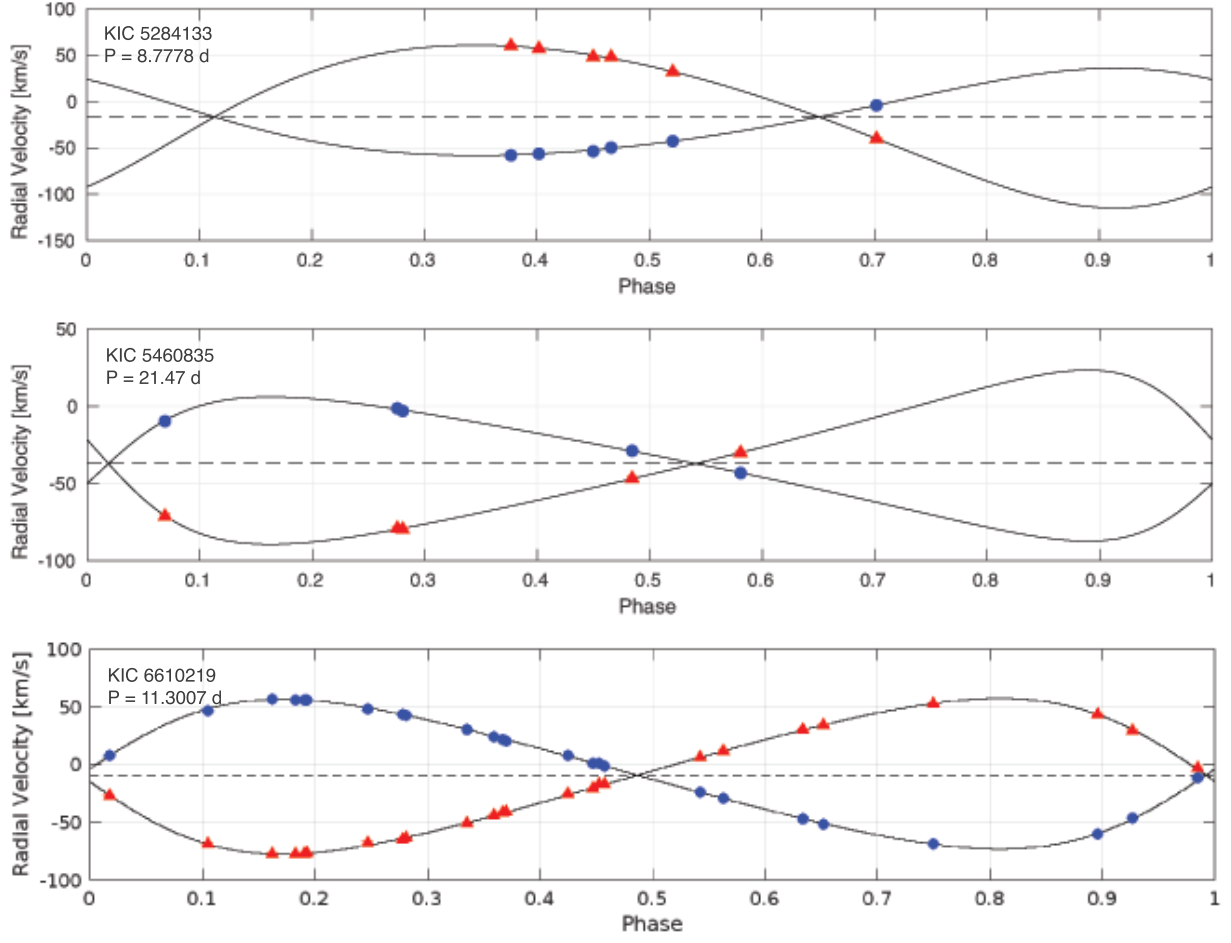 100
50
0
-50
-100
-150
Radial Velocity [km/s]
KIC 5284133
P = 8.7778 d
0 0.1 0.2 0.3 0.4 0.5 0.6 0.7 0.8 0.9 1
Phase
50
0
-50
-100
Radial Velocity [km/s]
KIC 5460835
P = 21.47 d
0 0.1 0.2 0.3 0.4 0.5 0.6 0.7 0.8 0.9 1
Phase
100
50
0
-50
-100
Radial Velocity [km/s]
KIC 6610219
P = 11.3007 d
0 0.1 0.2 0.3 0.4 0.5 0.6 0.7 0.8 0.9 1
Phase